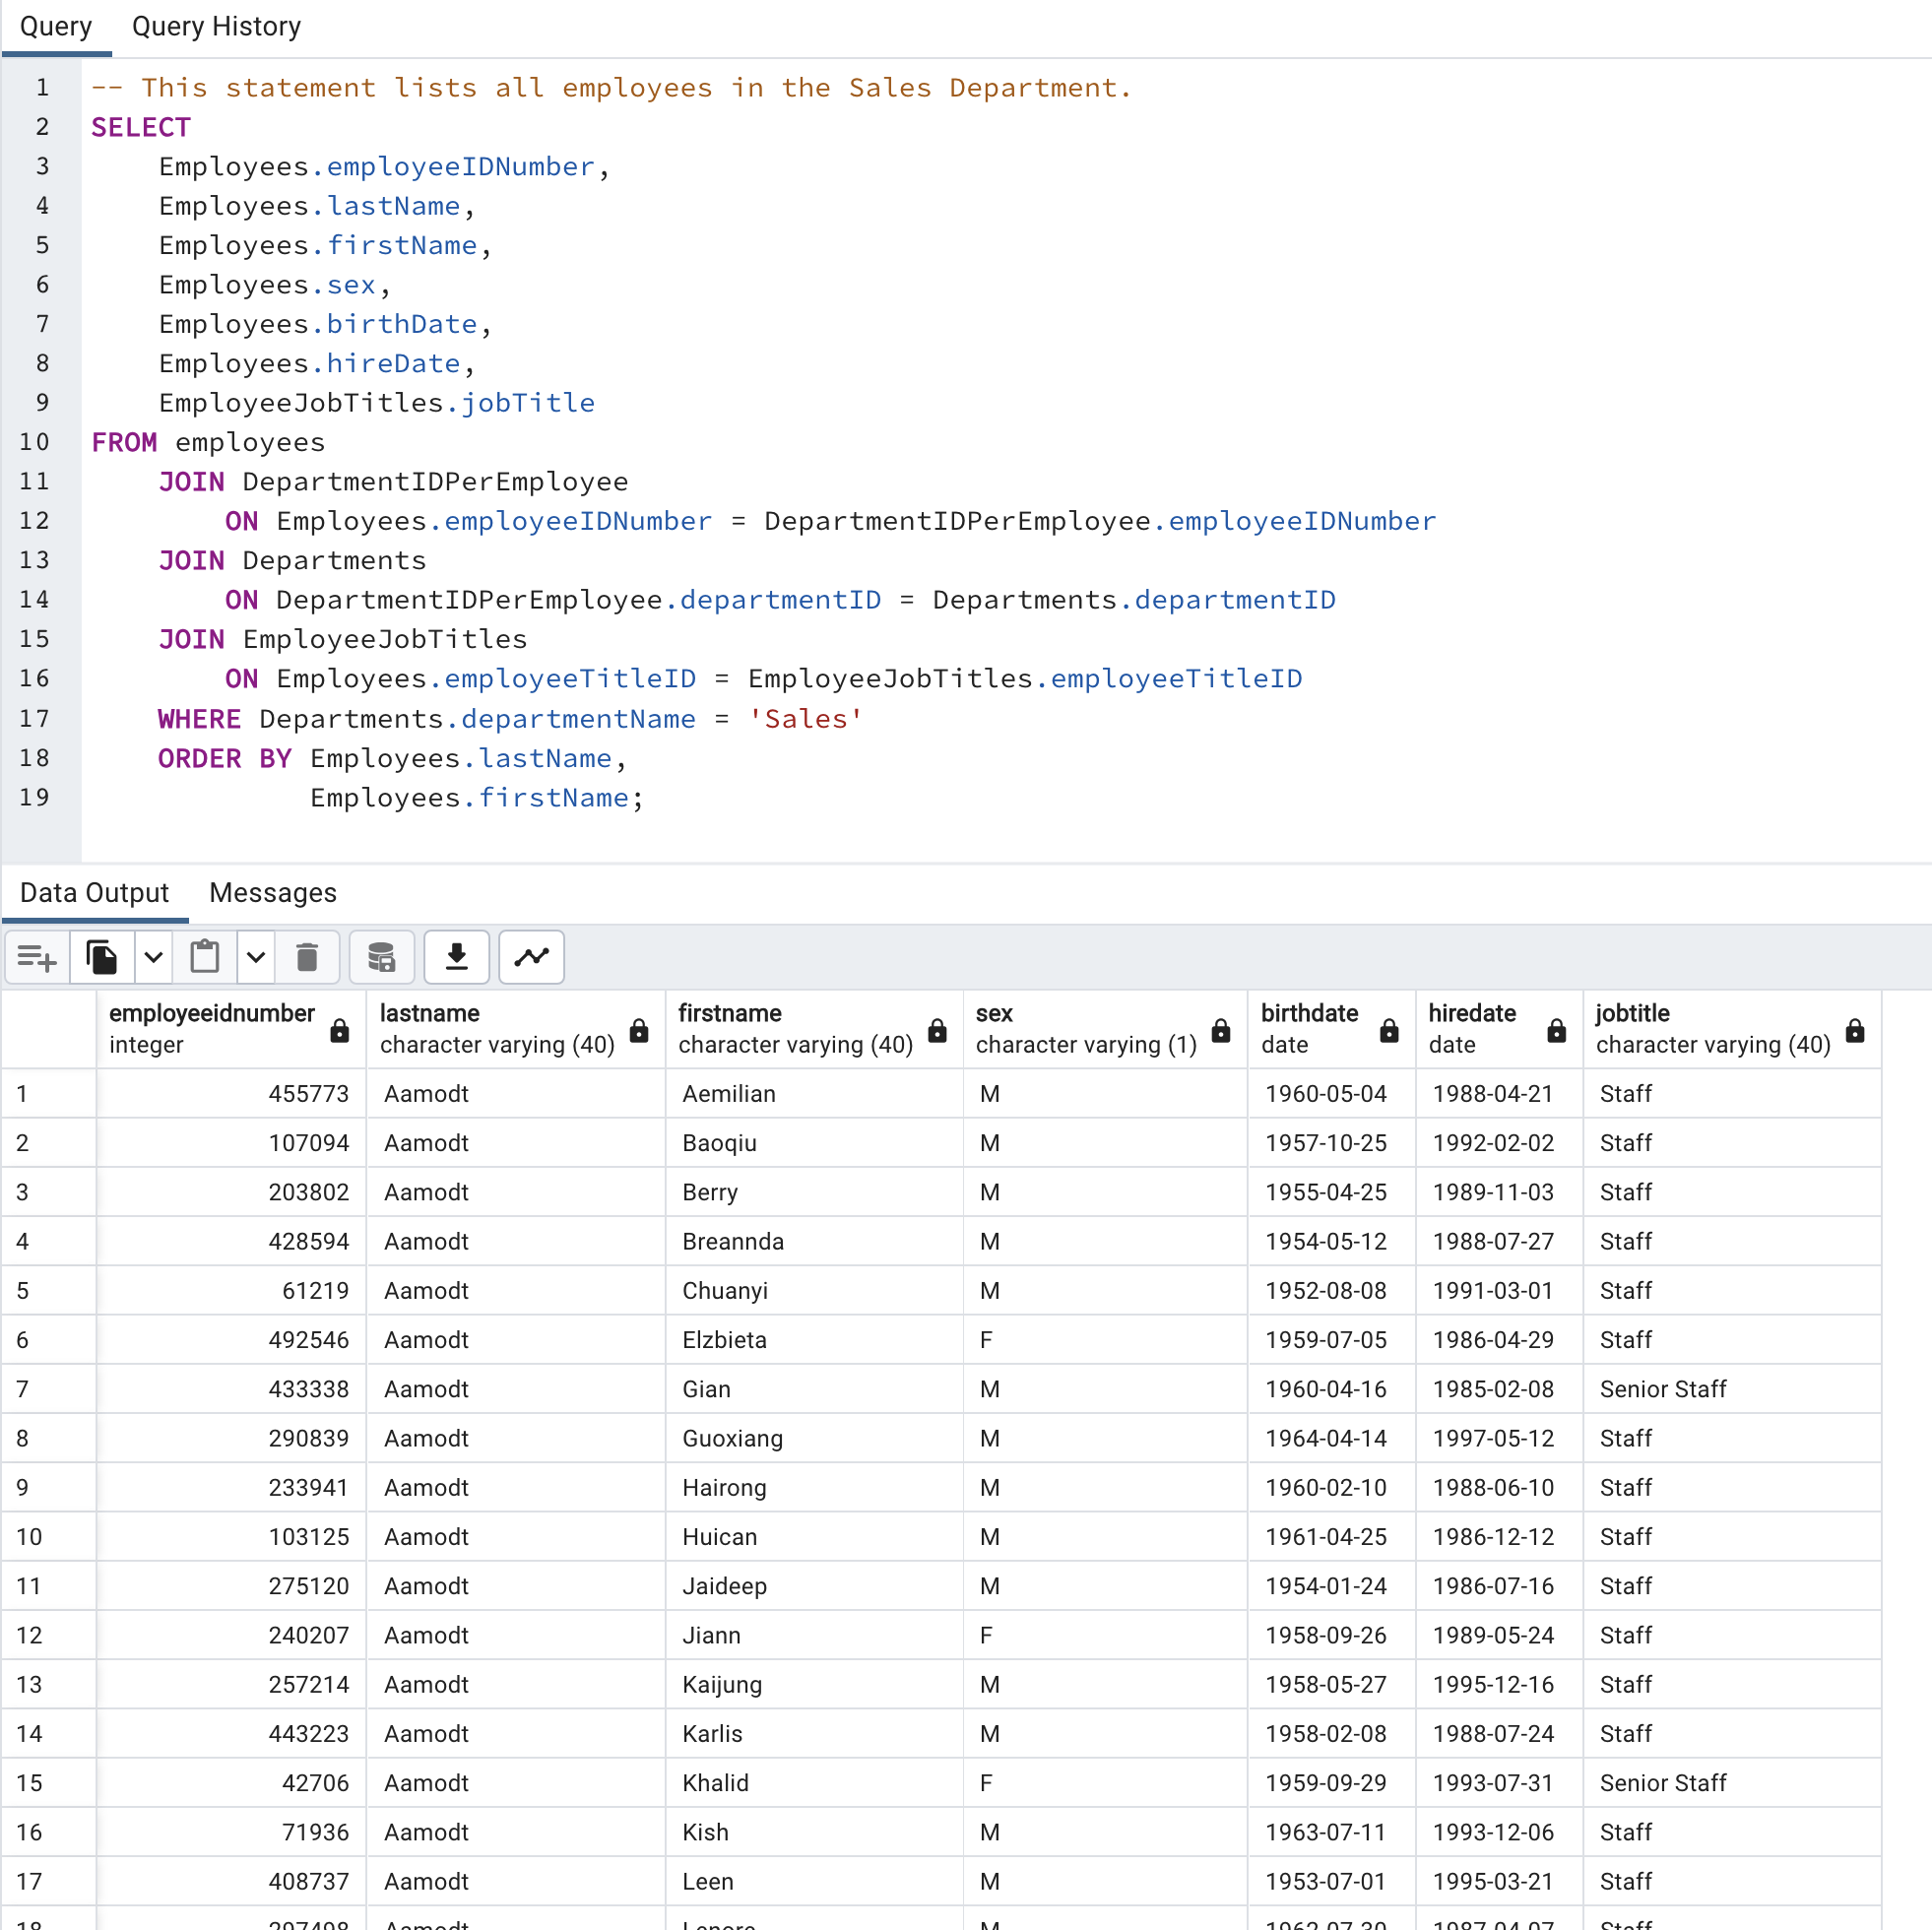 Query Query History
1 -- This statement lists all employees in the Sales Department.
2 SELECT
3 Employees.employeeIDNumber,
4 Employees.lastName,
5 Employees.firstName,
6 Employees.sex,
7 Employees.birthDate,
8 Employees.hireDate,
9 EmployeeJobTitles.jobTitle
10 FROM employees
11 JOIN DepartmentIDPerEmployee
12 ON Employees.employeeIDNumber = DepartmentIDPerEmployee.employeeIDNumber
13 JOIN Departments
14 ON DepartmentIDPerEmployee.departmentID = Departments.departmentID
15 JOIN EmployeeJobTitles
16 ON Employees.employeeTitleID = EmployeeJobTitles.employeeTitleID
17 WHERE Departments.departmentName = 'Sales'
18 ORDER BY Employees.lastName,
19 Employees.firstName;
Data Output Messages
employeeidnumber lastname firstname sex birthdate hiredate jobtitle
integer character varying (40) character varying (40) character varying (1) date date character varying (40)
1 455773 Aamodt Aemilian M 1960-05-04 1988-04-21 Staff
2 107094 Aamodt Baoqiu M 1957-10-25 1992-02-02 Staff
3 203802 Aamodt Berry M 1955-04-25 1989-11-03 Staff
4 428594 Aamodt Breannda M 1954-05-12 1988-07-27 Staff
5 61219 Aamodt Chuanyi M 1952-08-08 1991-03-01 Staff
6 492546 Aamodt Elzbieta F 1959-07-05 1986-04-29 Staff
7 433338 Aamodt Gian M 1960-04-16 1985-02-08 Senior Staff
8 290839 Aamodt Guoxiang M 1964-04-14 1997-05-12 Staff
9 233941 Aamodt Hairong M 1960-02-10 1988-06-10 Staff
10 103125 Aamodt Huican M 1961-04-25 1986-12-12 Staff
11 275120 Aamodt Jaideep M 1954-01-24 1986-07-16 Staff
12 240207 Aamodt Jiann F 1958-09-26 1989-05-24 Staff
13 257214 Aamodt Kaijung M 1958-05-27 1995-12-16 Staff
14 443223 Aamodt Karlis M 1958-02-08 1988-07-24 Staff
15 42706 Aamodt Khalid F 1959-09-29 1993-07-31 Senior Staff
16 71936 Aamodt Kish M 1963-07-11 1993-12-06 Staff
17 408737 Aamodt Leen M 1953-07-01 1995-03-21 Staff
18 Aamodt Lenore M Staff